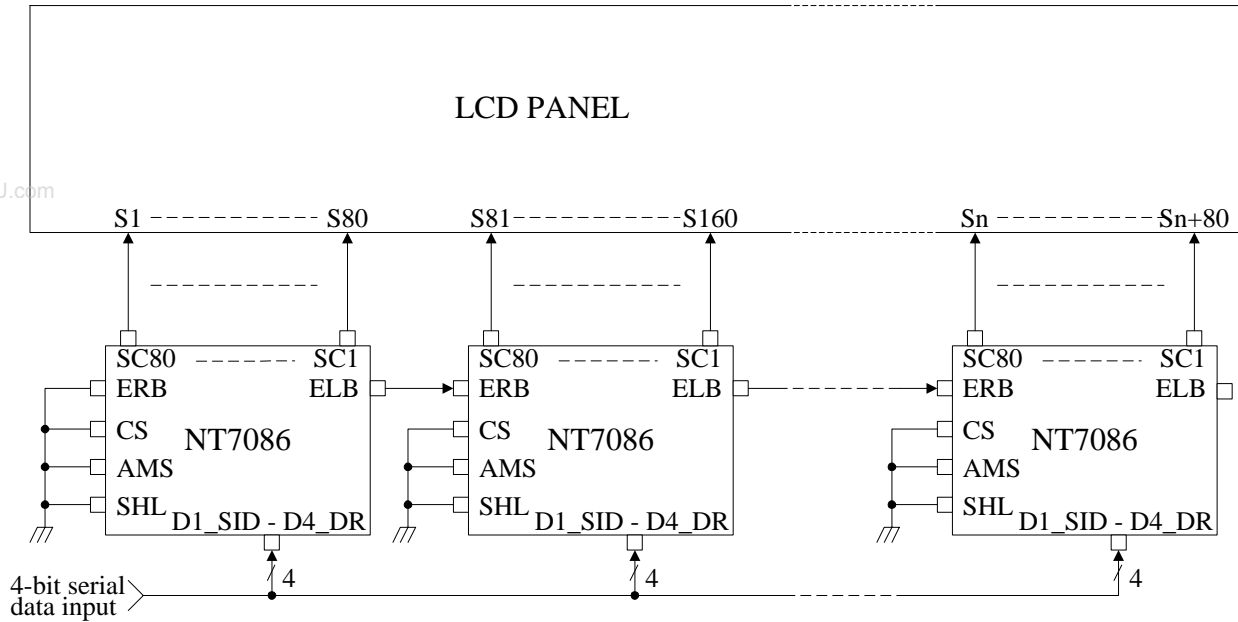 LCD PANEL
J.com
S1 S80 S81 S160 Sn Sn+80
SC80 SC1 SC80 SC1 SC80 SC1
ERB ELB ERB ELB ERB ELB
CS CS CS
NT7086 NT7086 NT7086
AMS AMS AMS
SHL SHL SHL
D1_SID - D4_DR D1_SID - D4_DR D1_SID - D4_DR
4 4 4
4-bit serial
data input